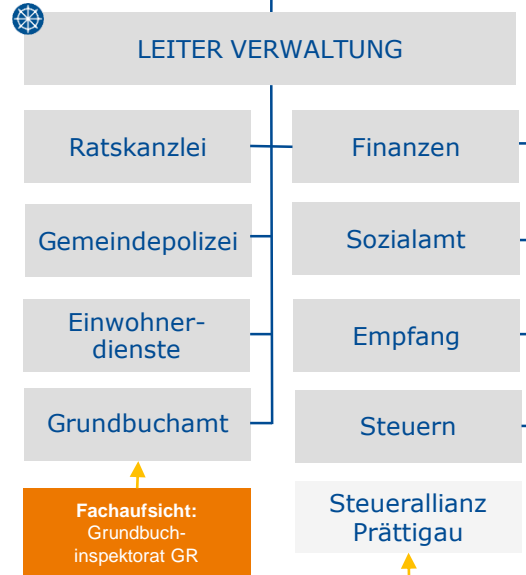 LEITER VERWALTUNG
Ratskanzlei
Finanzen
Gemeindepolizei
Sozialamt
Einwohner-
dienste
Empfang
Grundbuchamt
Steuern
Fachaufsicht:
Grundbuch-
inspektorat GR
Steuerallianz
Prättigau